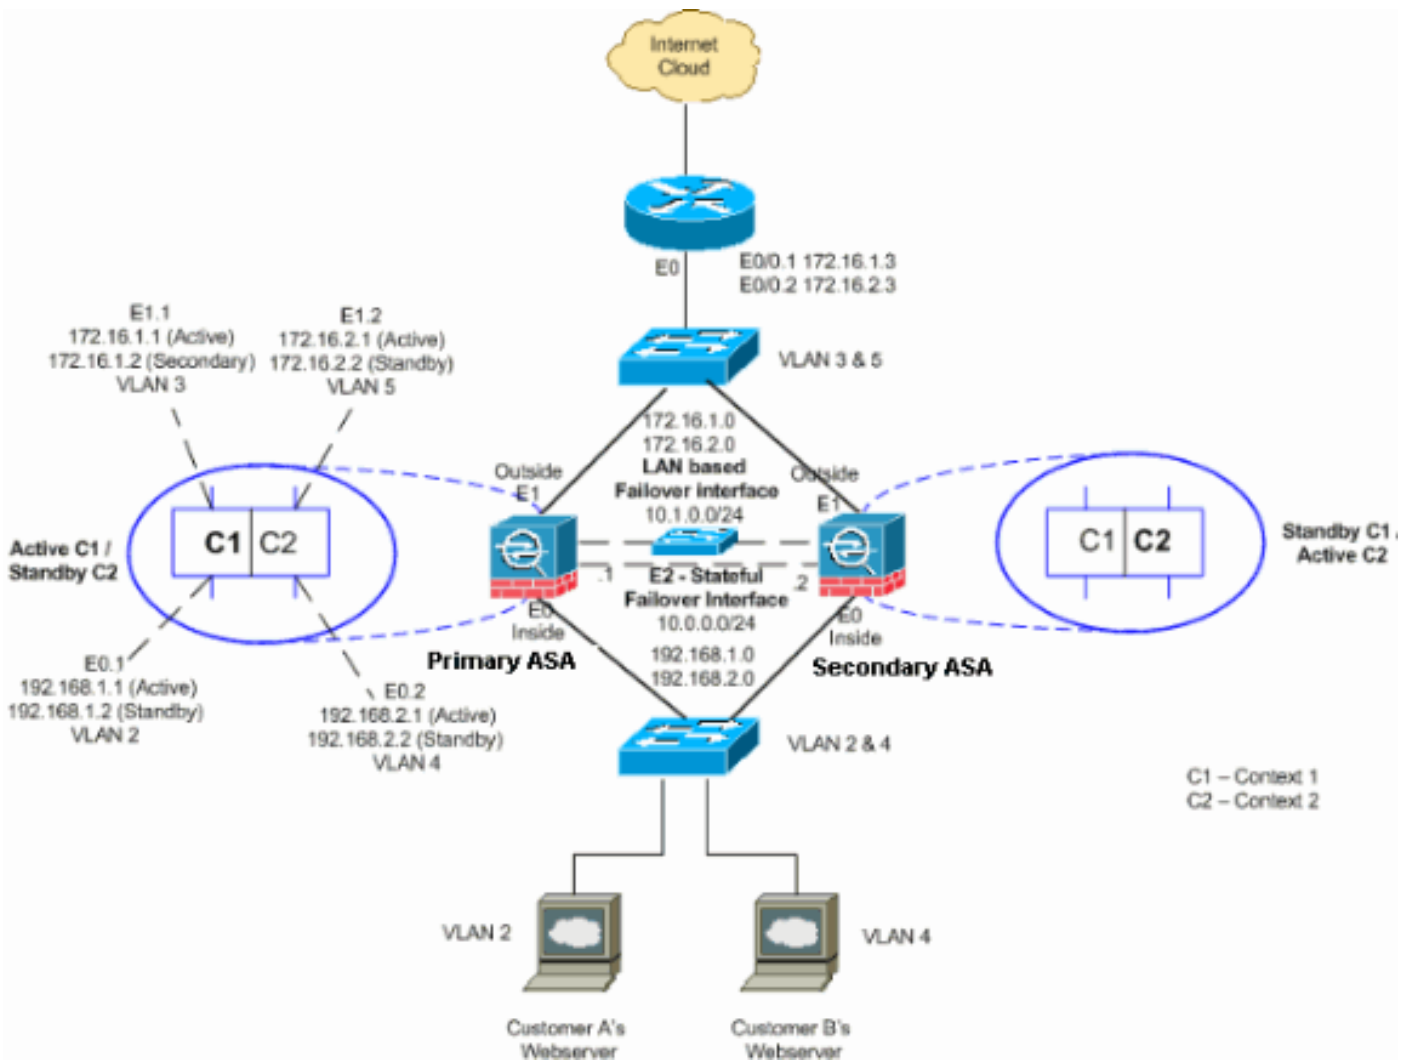 Internet
Cloud
E0
E0/0.1 172.16.1.3
E0/0.2 172.16.2.3
VLAN 3 & 5
E1.1
172.16.1.1 (Active)
172.16.1.2 (Secondary)
VLAN 3
E1.2
172.16.2.1 (Active)
172.16.2.2 (Standby)
VLAN 5
172.16.1.0
172.16.2.0
LAN based
Failover interface
10.1.0.0/24
Outside
E1
Outside
E1
Active C1 /
Standby C2
C1
C2
C1
C2
Standby C1 /
Active C2
.1
.2
E2 - Stateful
Failover Interface
10.0.0.0/24
E0
Inside
E0
Inside
Primary ASA
Secondary ASA
192.168.1.0
192.168.2.0
E0.1
192.168.1.1 (Active)
192.168.1.2 (Standby)
VLAN 2
E0.2
192.168.2.1 (Active)
192.168.2.2 (Standby)
VLAN 4
VLAN 2 & 4
C1 – Context 1
C2 – Context 2
VLAN 2
VLAN 4
Customer A's
Webserver
Customer B's
Webserver